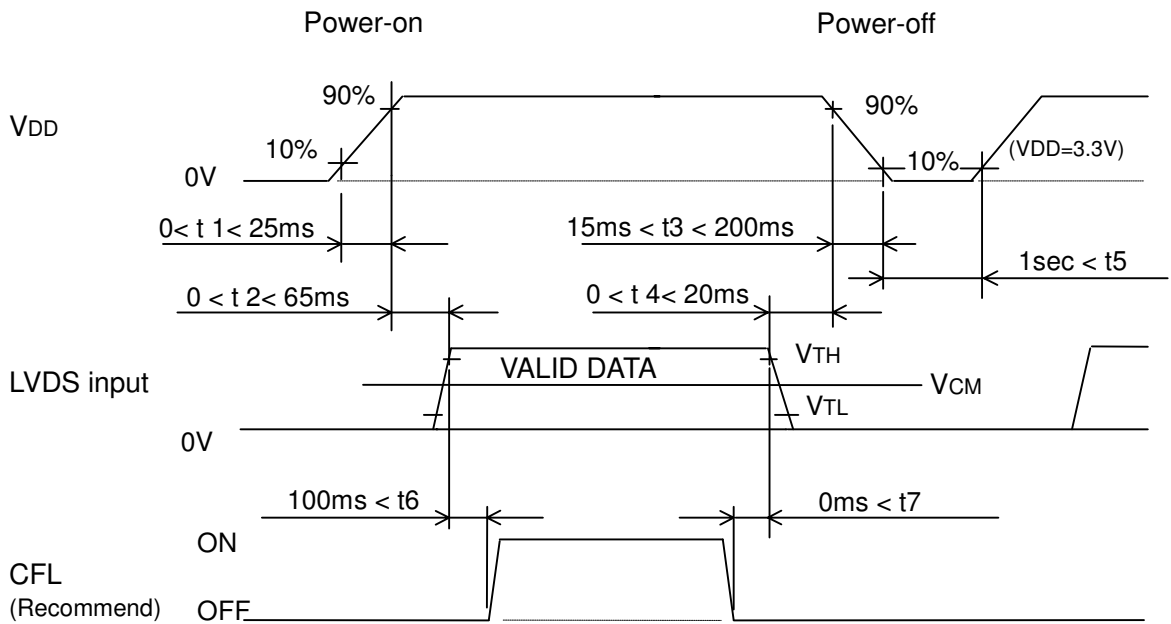 Power-on
Power-off
VDD
90%
90%
10%
10%
(VDD=3.3V)
0V
0< t 1< 25ms
15ms < t3 < 200ms
1sec < t5
0 < t 2< 65ms
0 < t 4< 20ms
LVDS input
VALID DATA
VTH
VCM
VTL
0V
100ms < t6
0ms < t7
ON
CFL
(Recommend)
OFF